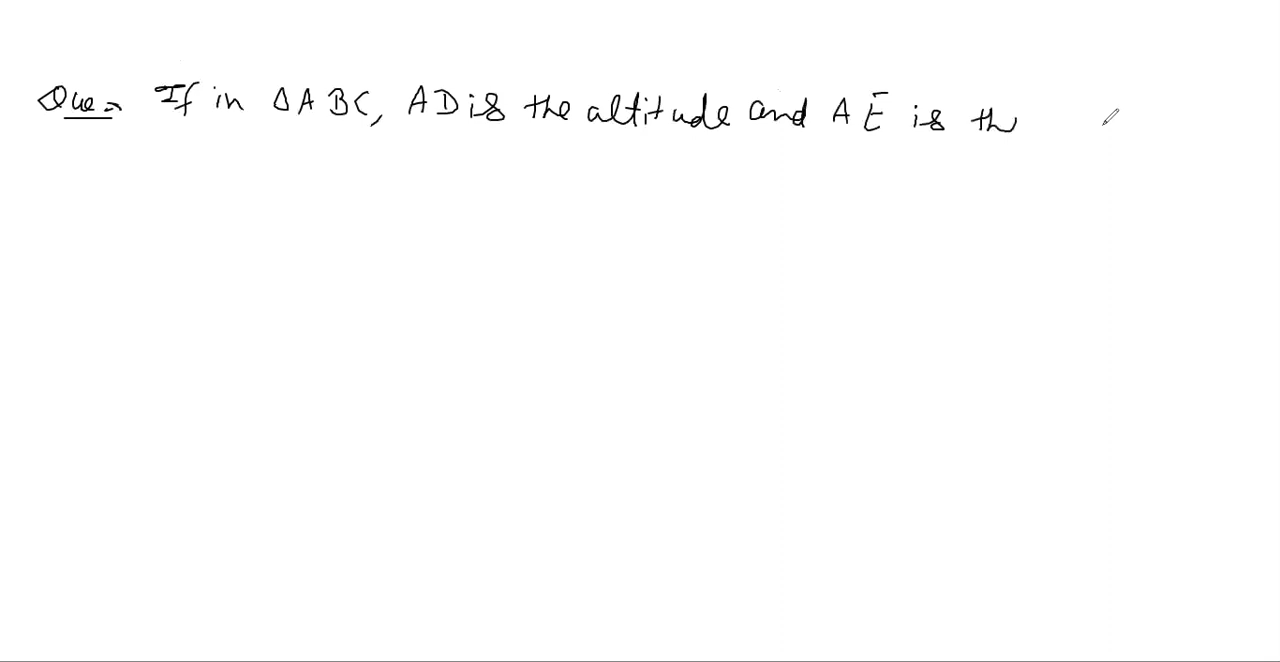 Que= If in ΔABC, AD is the altitude and AE is th